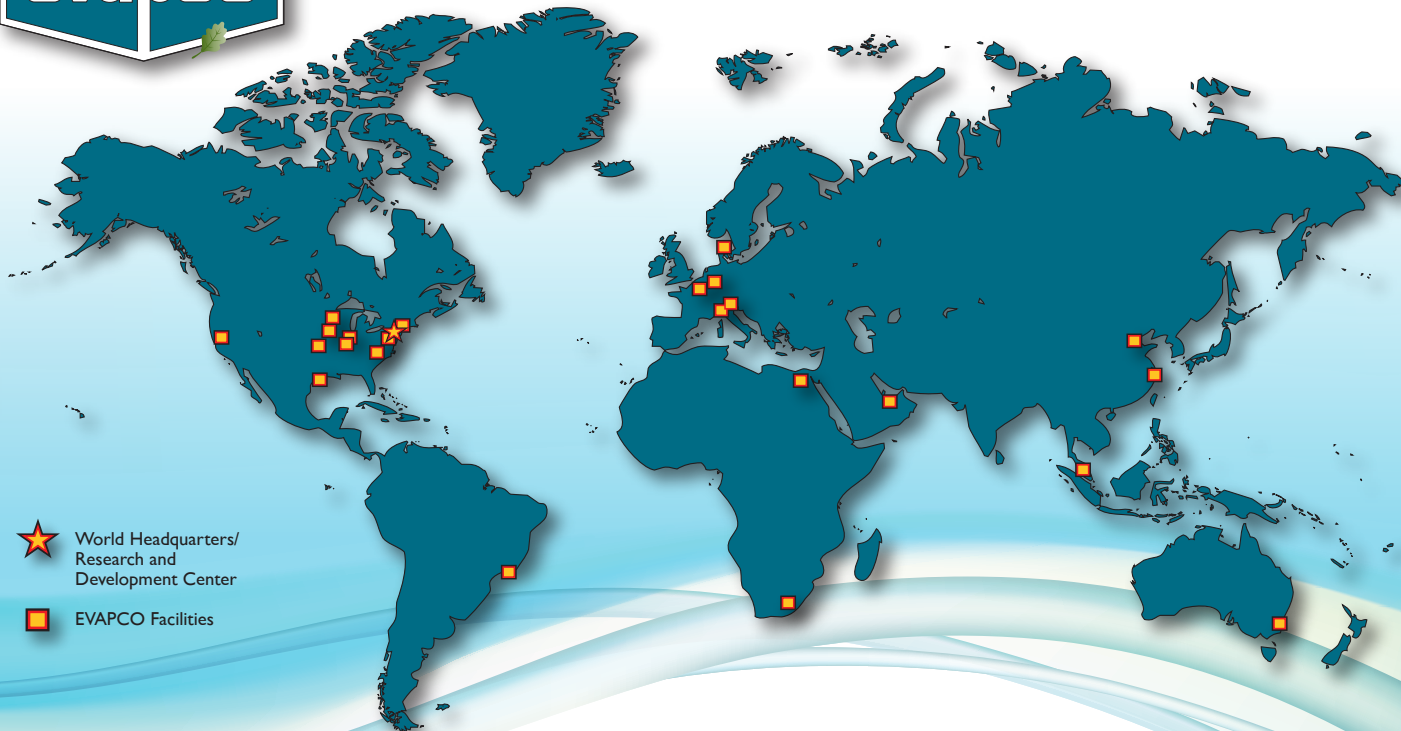 World Headquarters/
Research and
Development Center
EVAPCO Facilities